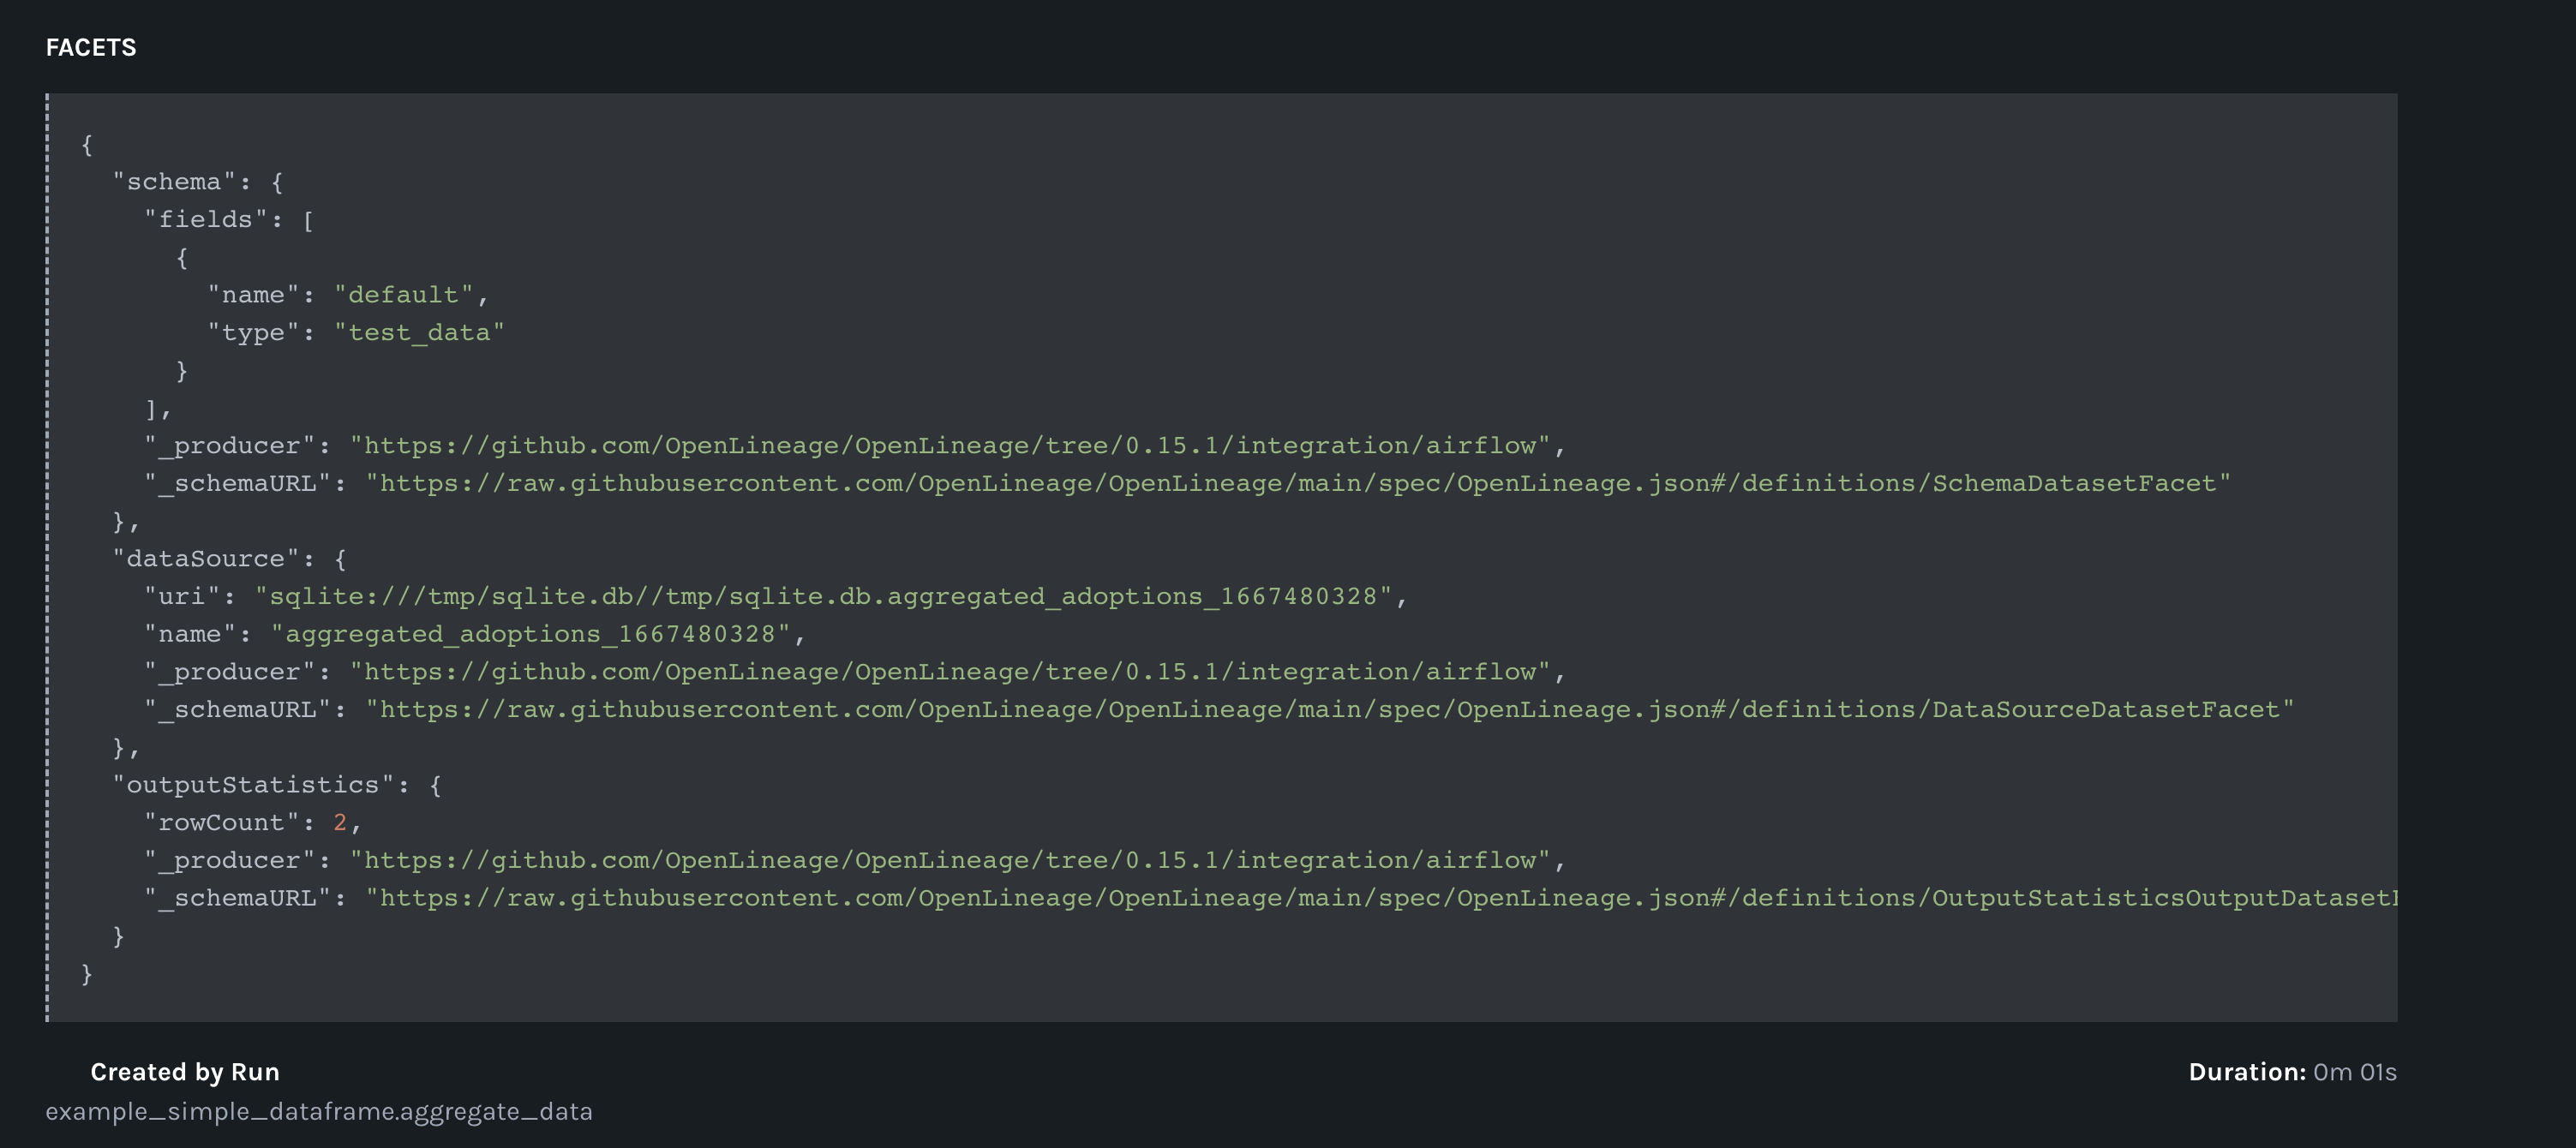 FACETS
{
  "schema": {
    "fields": [
      {
        "name": "default",
        "type": "test_data"
      }
    ],
    "_producer": "https://github.com/OpenLineage/OpenLineage/tree/0.15.1/integration/airflow",
    "_schemaURL": "https://raw.githubusercontent.com/OpenLineage/OpenLineage/main/spec/OpenLineage.json#/definitions/SchemaDatasetFacet"
  },
  "dataSource": {
    "uri": "sqlite:///tmp/sqlite.db//tmp/sqlite.db.aggregated_adoptions_1667480328",
    "name": "aggregated_adoptions_1667480328",
    "_producer": "https://github.com/OpenLineage/OpenLineage/tree/0.15.1/integration/airflow",
    "_schemaURL": "https://raw.githubusercontent.com/OpenLineage/OpenLineage/main/spec/OpenLineage.json#/definitions/DataSourceDatasetFacet"
  },
  "outputStatistics": {
    "rowCount": 2,
    "_producer": "https://github.com/OpenLineage/OpenLineage/tree/0.15.1/integration/airflow",
    "_schemaURL": "https://raw.githubusercontent.com/OpenLineage/OpenLineage/main/spec/OpenLineage.json#/definitions/OutputStatisticsOutputDataset
  }
}
Created by Run Duration: 0m 01s
example_simple_dataframe.aggregate_data